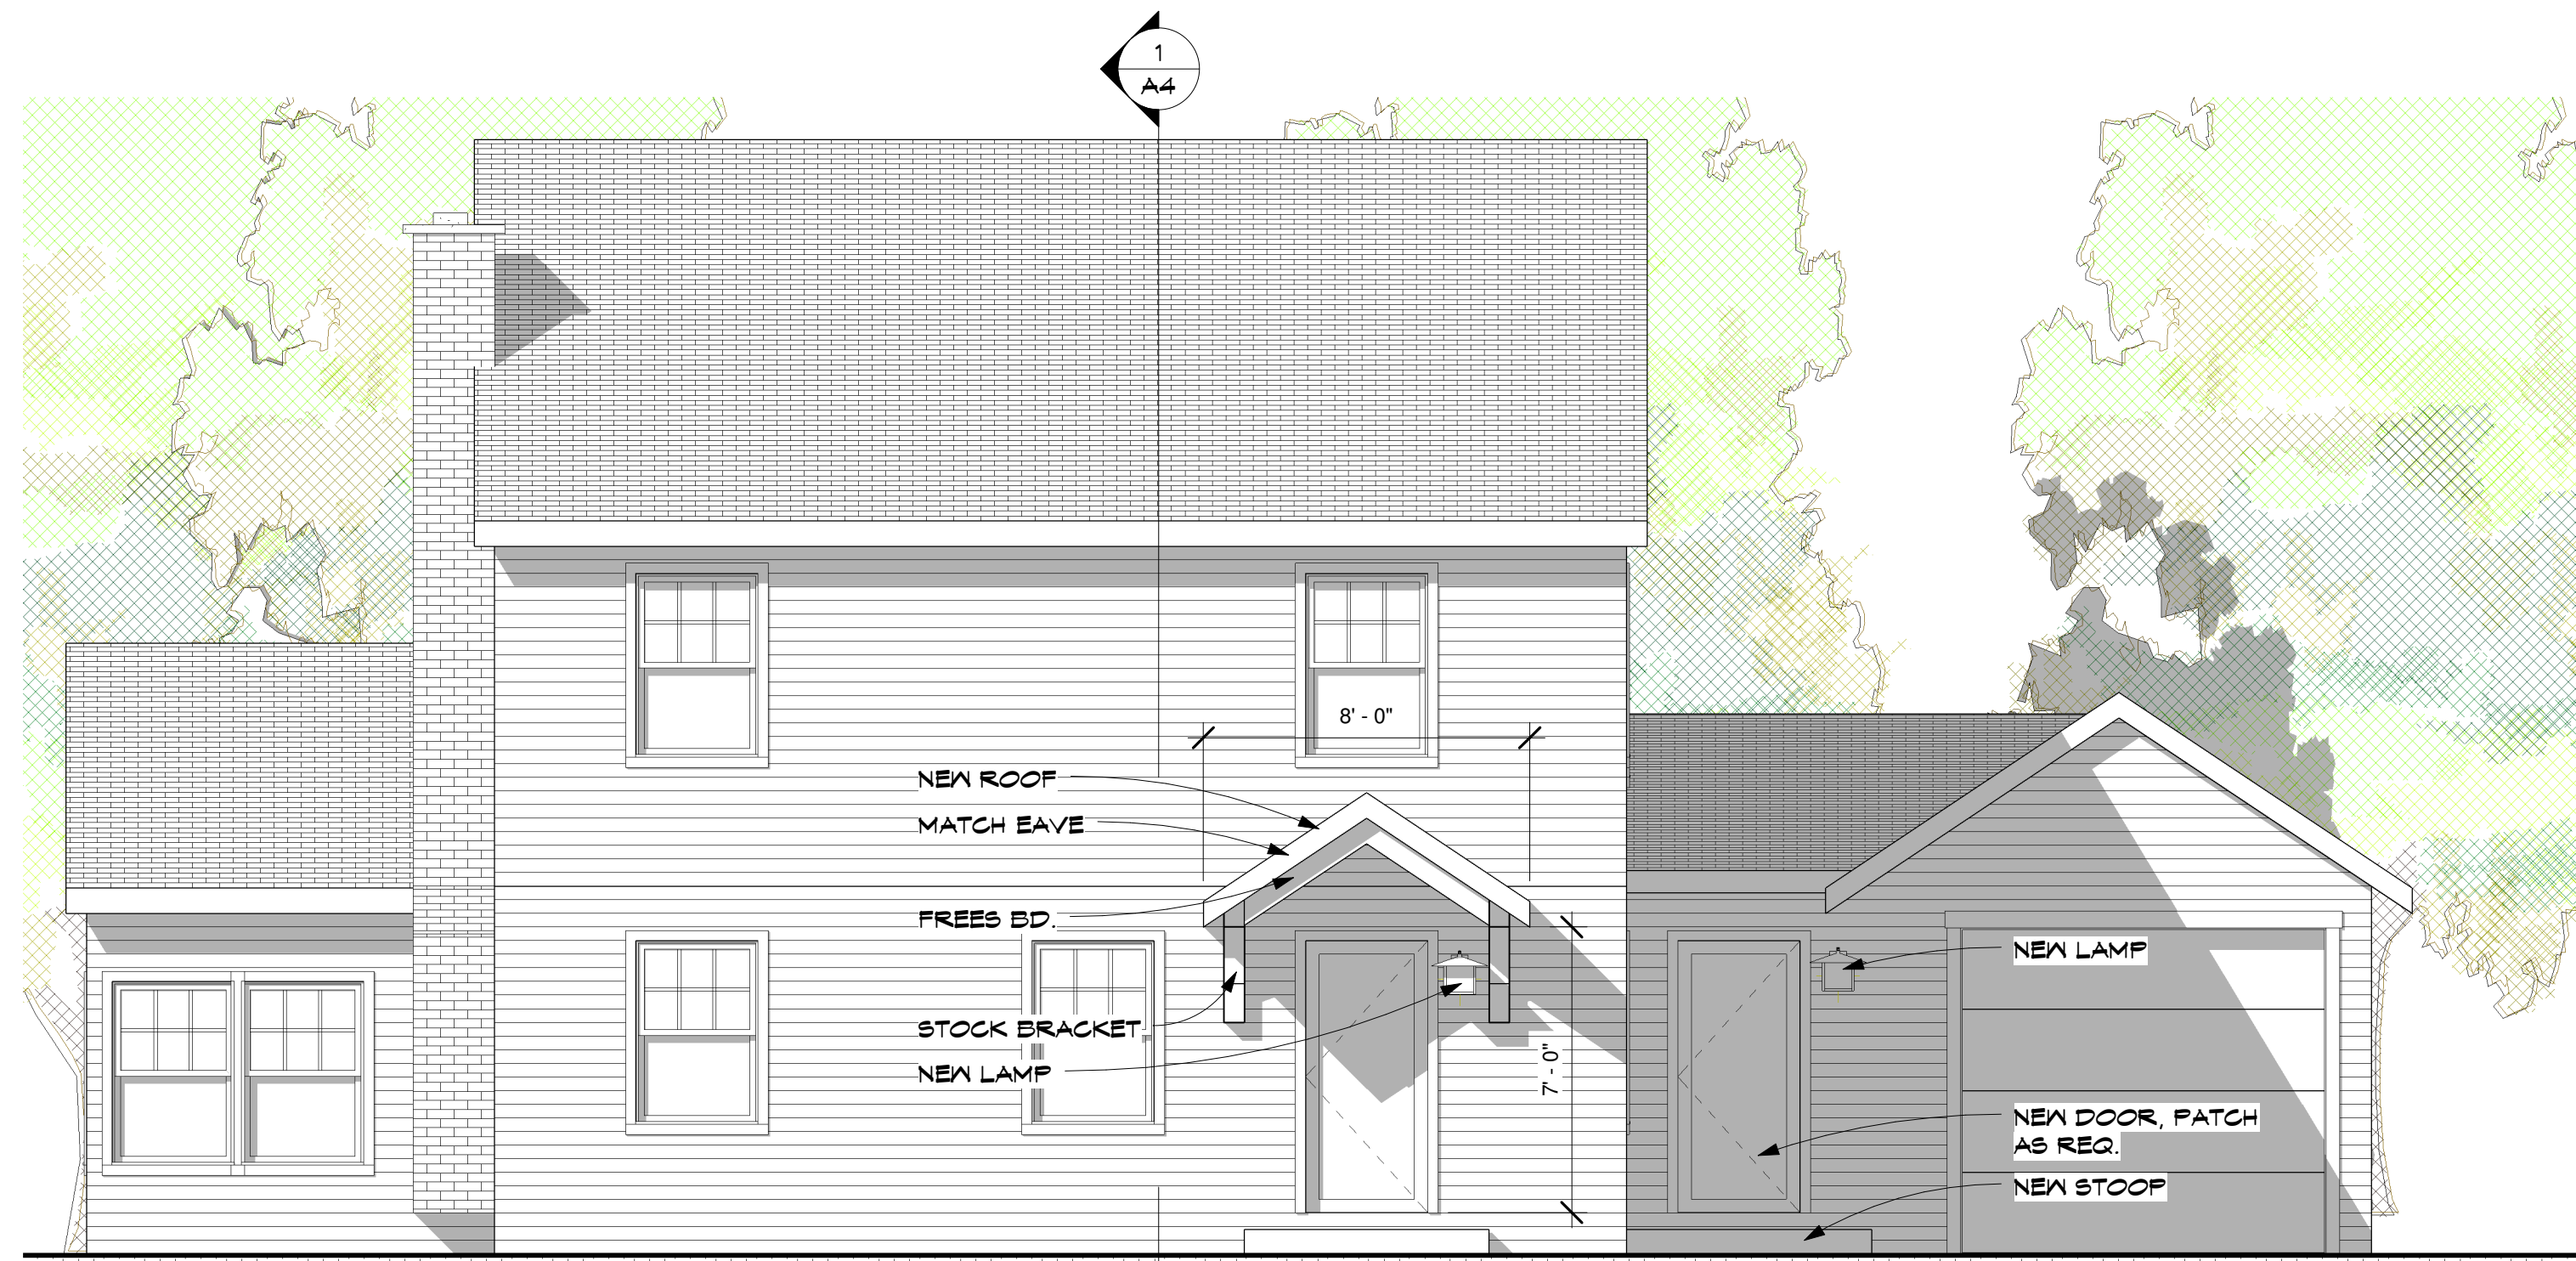 1
A4
8' - 0"
NEW ROOF
MATCH EAVE
FREES BD.
STOCK BRACKET
NEW LAMP
7' - 0"
NEW LAMP
NEW DOOR, PATCH
AS REQ.
NEW STOOP